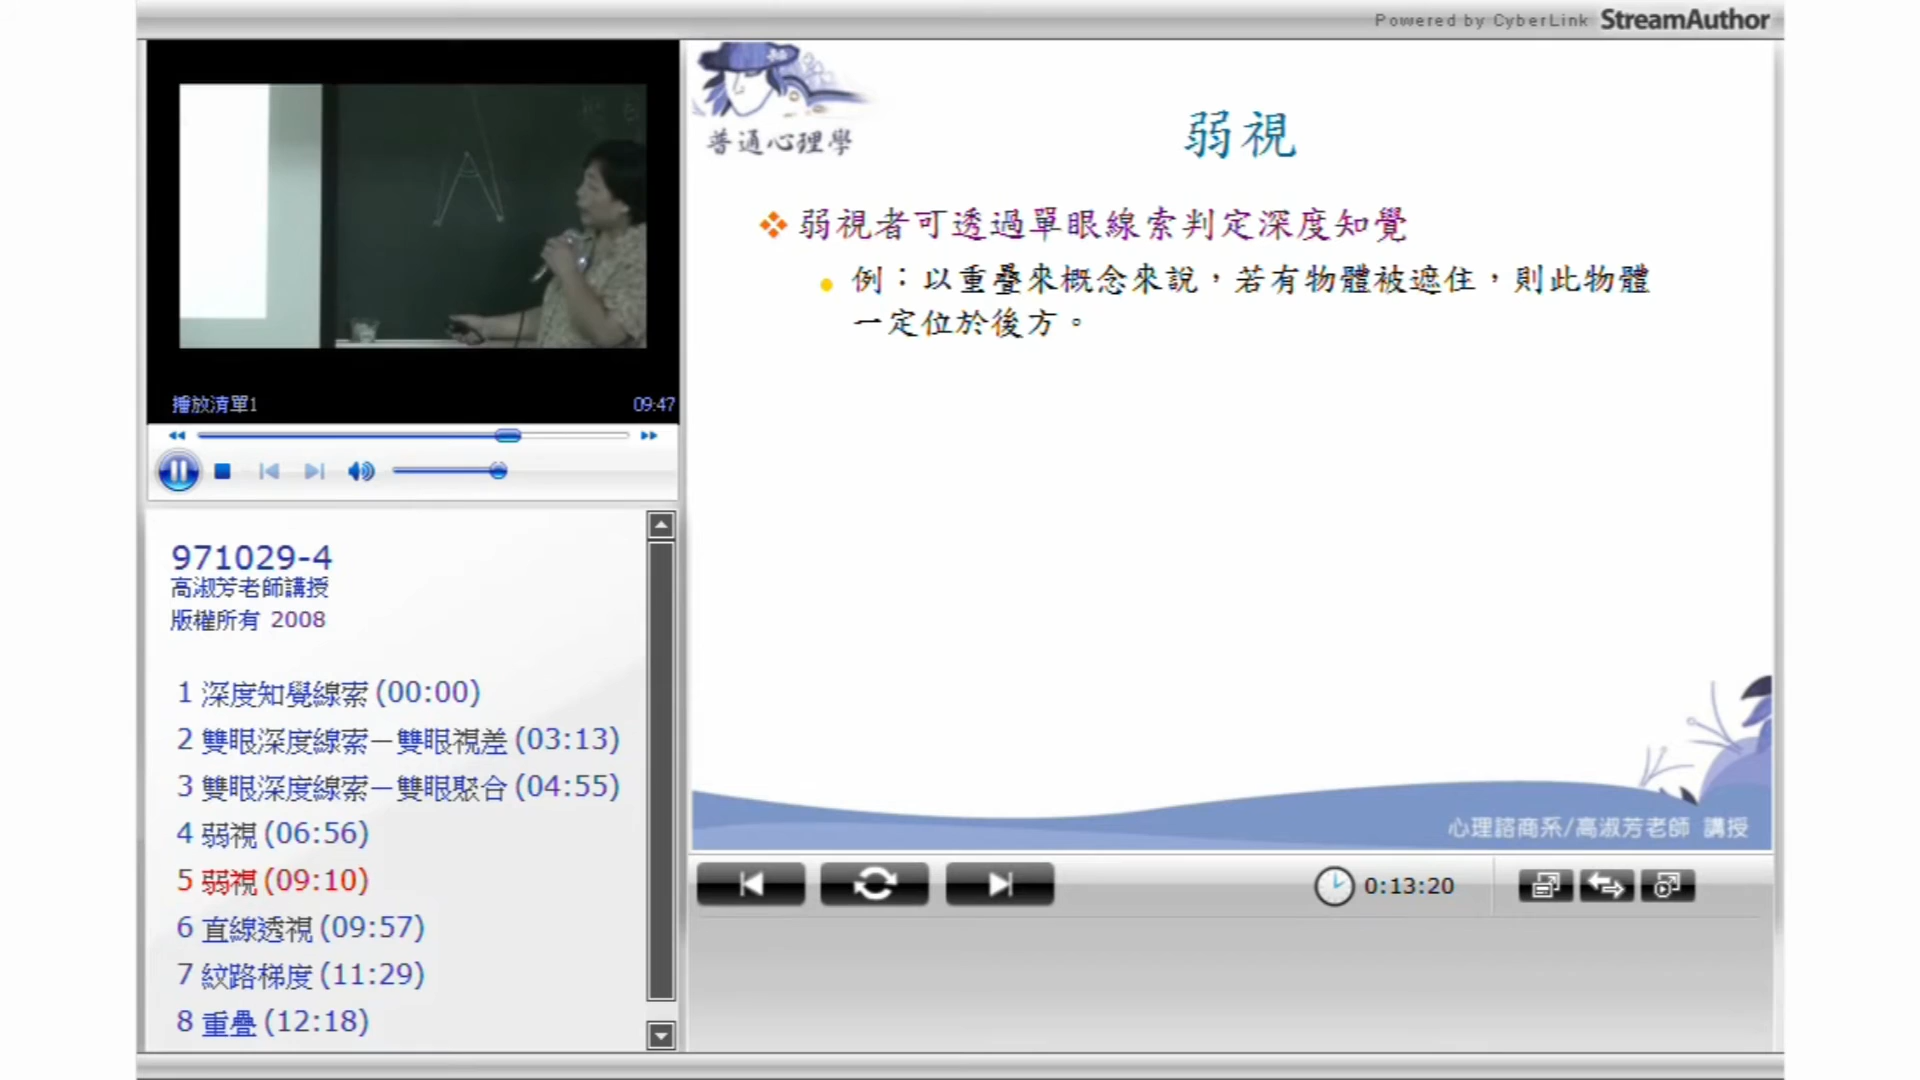 Powered by CyberLink StreamAuthor
普通心理學
弱視
弱視者可透過單眼線索判定深度知覺
例：以重疊來概念來說，若有物體被遮住，則此物體
一定位於後方。
心理諮商系/高淑芳老師 講授
播放清單1
09:47
971029-4
高淑芳老師講授
版權所有 2008
1 深度知覺線索 (00:00)
2 雙眼深度線索－雙眼視差 (03:13)
3 雙眼深度線索－雙眼聚合 (04:55)
4 弱視 (06:56)
5 弱視 (09:10)
6 直線透視 (09:57)
7 紋路梯度 (11:29)
8 重疊 (12:18)
0:13:20